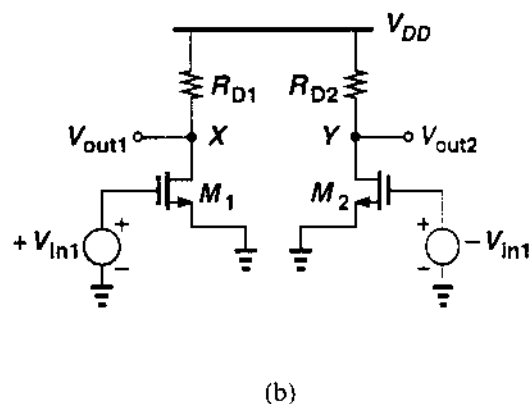 V_DD
R_D1
R_D2
V_out1
X
Y
V_out2
M_1
M_2
+ V_in1
+
−
+
−
− V_in1
(b)